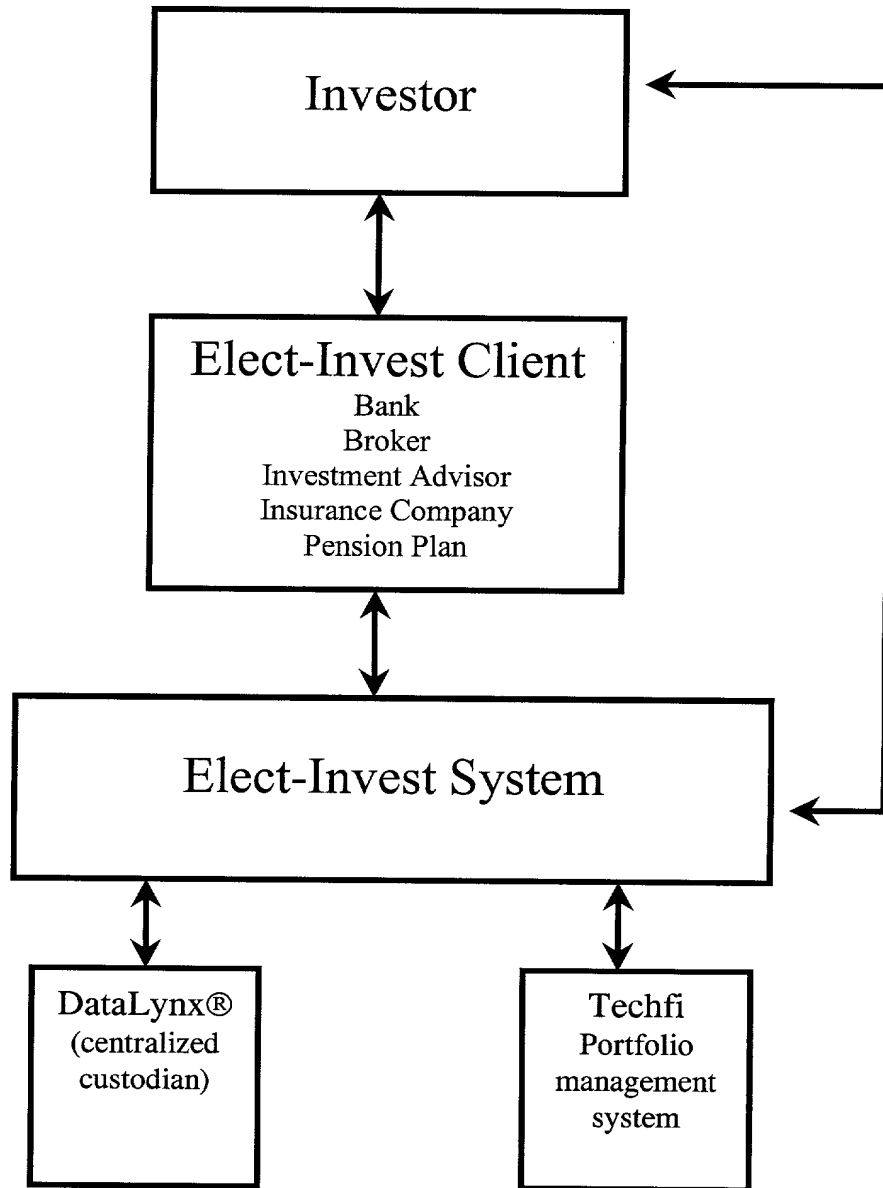 Investor
Elect-Invest Client
Bank
Broker
Investment Advisor
Insurance Company
Pension Plan
Elect-Invest System
DataLynx®
(centralized
custodian)
Techfi
Portfolio
management
system